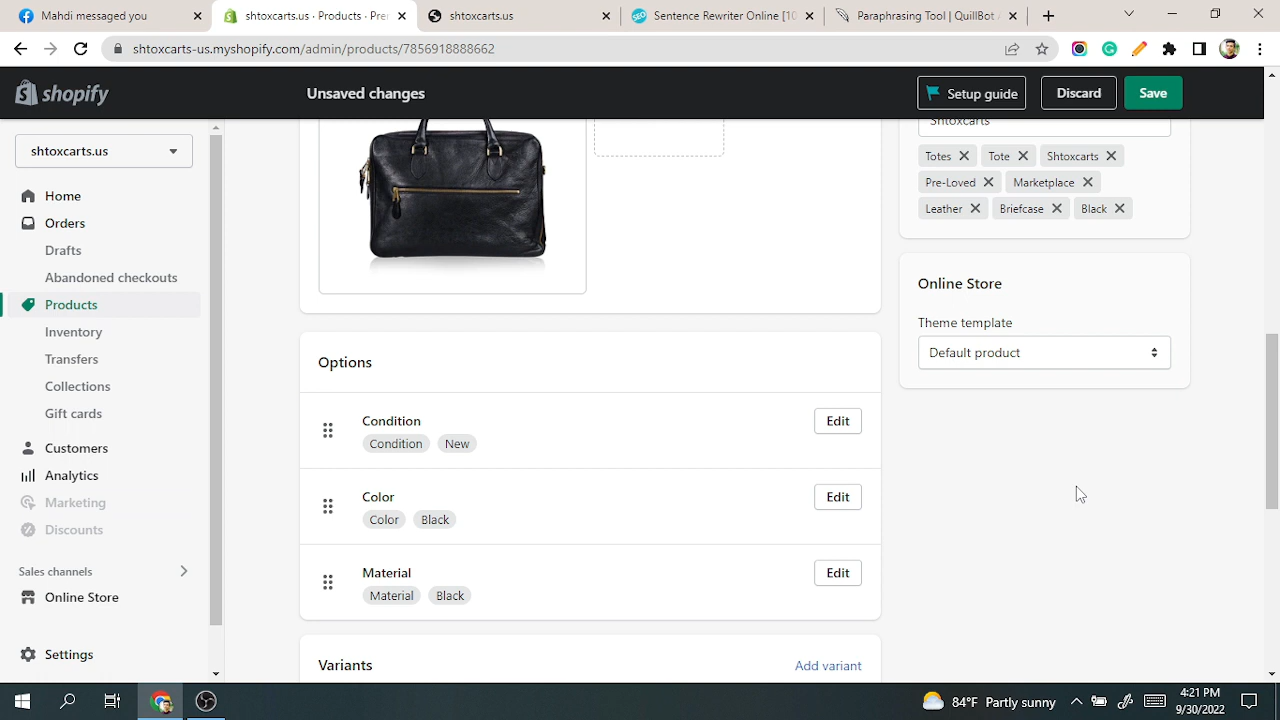 Mahdi messaged you
shtoxcarts.us · Products · Pre
shtoxcarts.us
Sentence Rewriter Online [10
Paraphrasing Tool | QuillBot A
shtoxcarts-us.myshopify.com/admin/products/7856918888662
shopify
Unsaved changes
Setup guide
Discard
Save
shtoxcarts.us
Home
Orders
Drafts
Abandoned checkouts
Products
Inventory
Transfers
Collections
Gift cards
Customers
Analytics
Marketing
Discounts
Sales channels
Online Store
Settings
Options
Condition
Edit
Condition New
Color
Edit
Color Black
Material
Edit
Material Black
Variants
Add variant
Shtoxcarts
Totes Tote Shtoxcarts
Pre-Loved Marketplace
Leather Briefcase Black
Online Store
Theme template
Default product
84°F Partly sunny
4:21 PM
9/30/2022